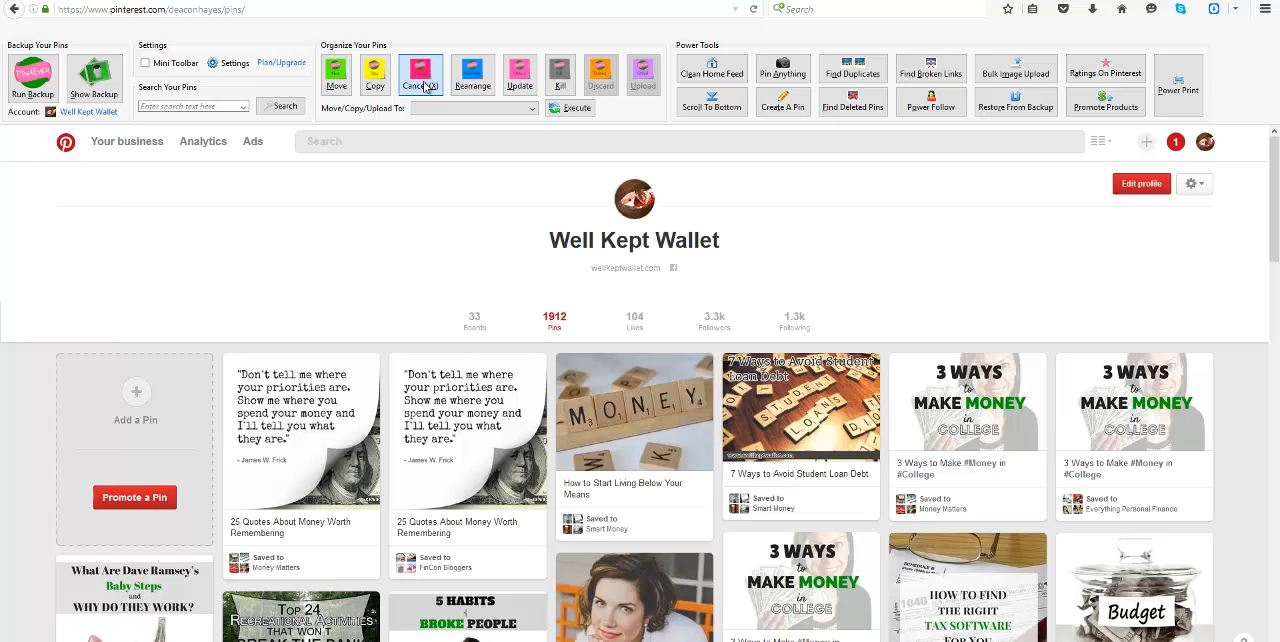 https://www.pinterest.com/deaconhayes/pins/
Search
Backup Your Pins
Settings
Organize Your Pins
Power Tools
Run Backup
Show Backup
Mini Toolbar
Settings
Plan/Upgrade
Search Your Pins
Enter search text here
Search
Account:
Well Kept Wallet
Move
Copy
Rearrange
Update
Kill
Discard
Upload
Move/Copy/Upload To:
Execute
Clean Home Feed
Pin Anything
Find Duplicates
Find Broken Links
Bulk Image Upload
Ratings On Pinterest
Power Print
Scroll To Bottom
Create A Pin
Find Deleted Pins
Power Follow
Restore From Backup
Promote Products
Your business
Analytics
Ads
Search
1
Edit profile
Well Kept Wallet
wellkeptwallet.com
33
Boards
1912
Pins
104
Likes
3.3k
Followers
1.3k
Following
Add a Pin
Promote a Pin
"Don't tell me where
your priorities are.
Show me where you
spend your money and
I'll tell you what
they are."
- James W. Frick
25 Quotes About Money Worth
Remembering
Saved to
Money Matters
"Don't tell me where
your priorities are.
Show me where you
spend your money and
I'll tell you what
they are."
- James W. Frick
25 Quotes About Money Worth
Remembering
Saved to
FinCon Bloggers
MONEY
How to Start Living Below Your
Means
Saved to
Smart Money
7 Ways to Avoid Student
Loan Debt
LOANS
www.wellkeptwallet.com
7 Ways to Avoid Student Loan Debt
Saved to
Smart Money
3 WAYS
to
MAKE MONEY
in
COLLEGE
3 Ways to Make #Money in
#College
Saved to
Money Matters
3 WAYS
to
MAKE MONEY
in
COLLEGE
3 Ways to Make #Money in
#College
Saved to
Everything Personal Finance
What Are Dave Ramsey's
Baby Steps
and
WHY DO THEY WORK?
Top 24
Recreational Activities
That Won't
Break The Bank
5 HABITS
of
BROKE PEOPLE
3 WAYS
to
MAKE MONEY
in
COLLEGE
HOW TO FIND
THE RIGHT
TAX SOFTWARE
FOR YOU
Budget